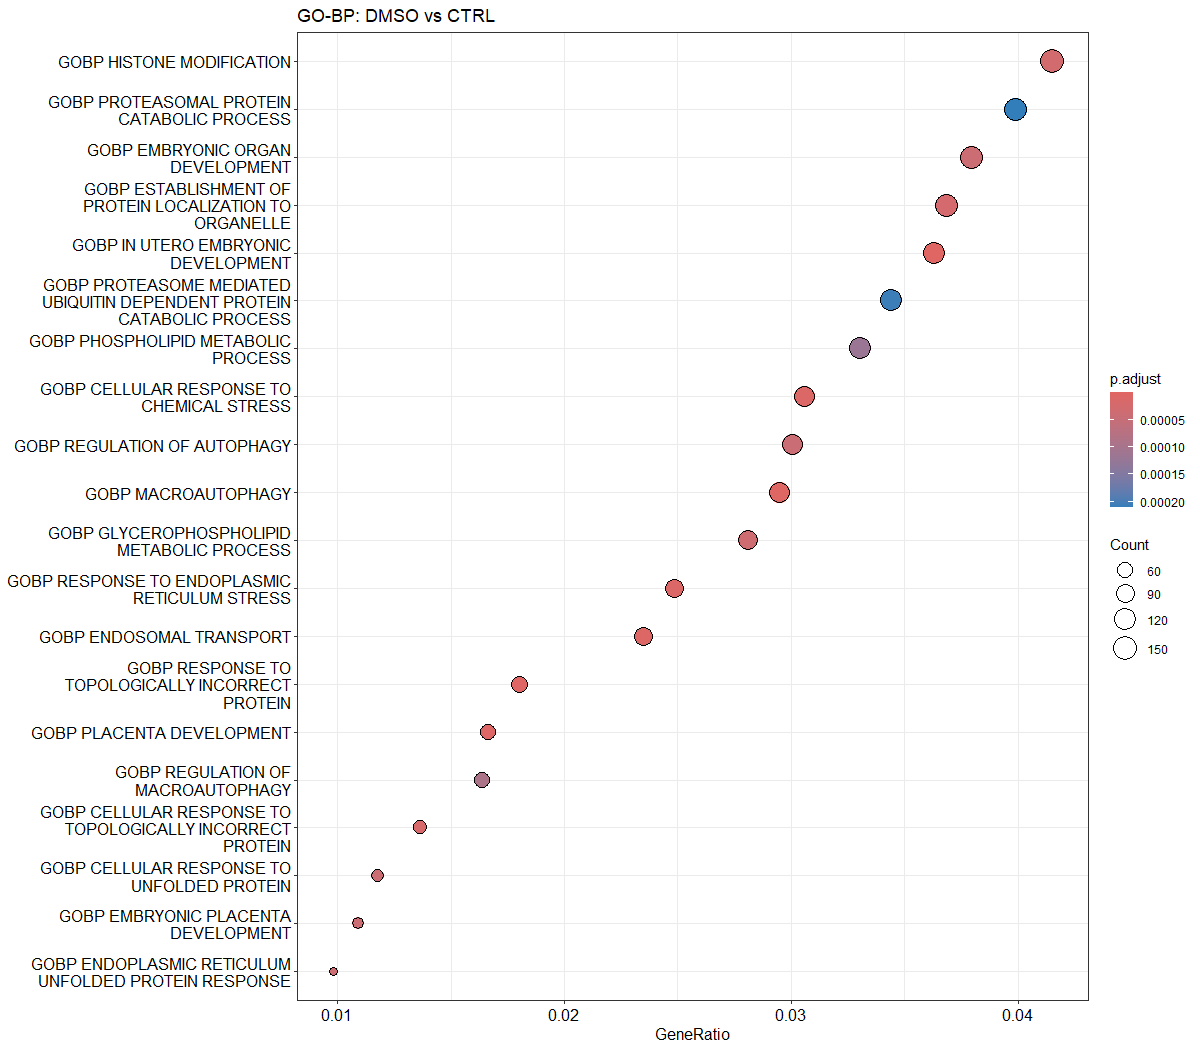 GO-BP: DMSO vs CTRL
GOBP HISTONE MODIFICATION
GOBP PROTEASOMAL PROTEIN
CATABOLIC PROCESS
GOBP EMBRYONIC ORGAN
DEVELOPMENT
GOBP ESTABLISHMENT OF
PROTEIN LOCALIZATION TO
ORGANELLE
GOBP IN UTERO EMBRYONIC
DEVELOPMENT
GOBP PROTEASOME MEDIATED
UBIQUITIN DEPENDENT PROTEIN
CATABOLIC PROCESS
GOBP PHOSPHOLIPID METABOLIC
PROCESS
GOBP CELLULAR RESPONSE TO
CHEMICAL STRESS
GOBP REGULATION OF AUTOPHAGY
GOBP MACROAUTOPHAGY
GOBP GLYCEROPHOSPHOLIPID
METABOLIC PROCESS
GOBP RESPONSE TO ENDOPLASMIC
RETICULUM STRESS
GOBP ENDOSOMAL TRANSPORT
GOBP RESPONSE TO
TOPOLOGICALLY INCORRECT
PROTEIN
GOBP PLACENTA DEVELOPMENT
GOBP REGULATION OF
MACROAUTOPHAGY
GOBP CELLULAR RESPONSE TO
TOPOLOGICALLY INCORRECT
PROTEIN
GOBP CELLULAR RESPONSE TO
UNFOLDED PROTEIN
GOBP EMBRYONIC PLACENTA
DEVELOPMENT
GOBP ENDOPLASMIC RETICULUM
UNFOLDED PROTEIN RESPONSE
0.01
0.02
0.03
0.04
GeneRatio
p.adjust
0.00005
0.00010
0.00015
0.00020
Count
60
90
120
150